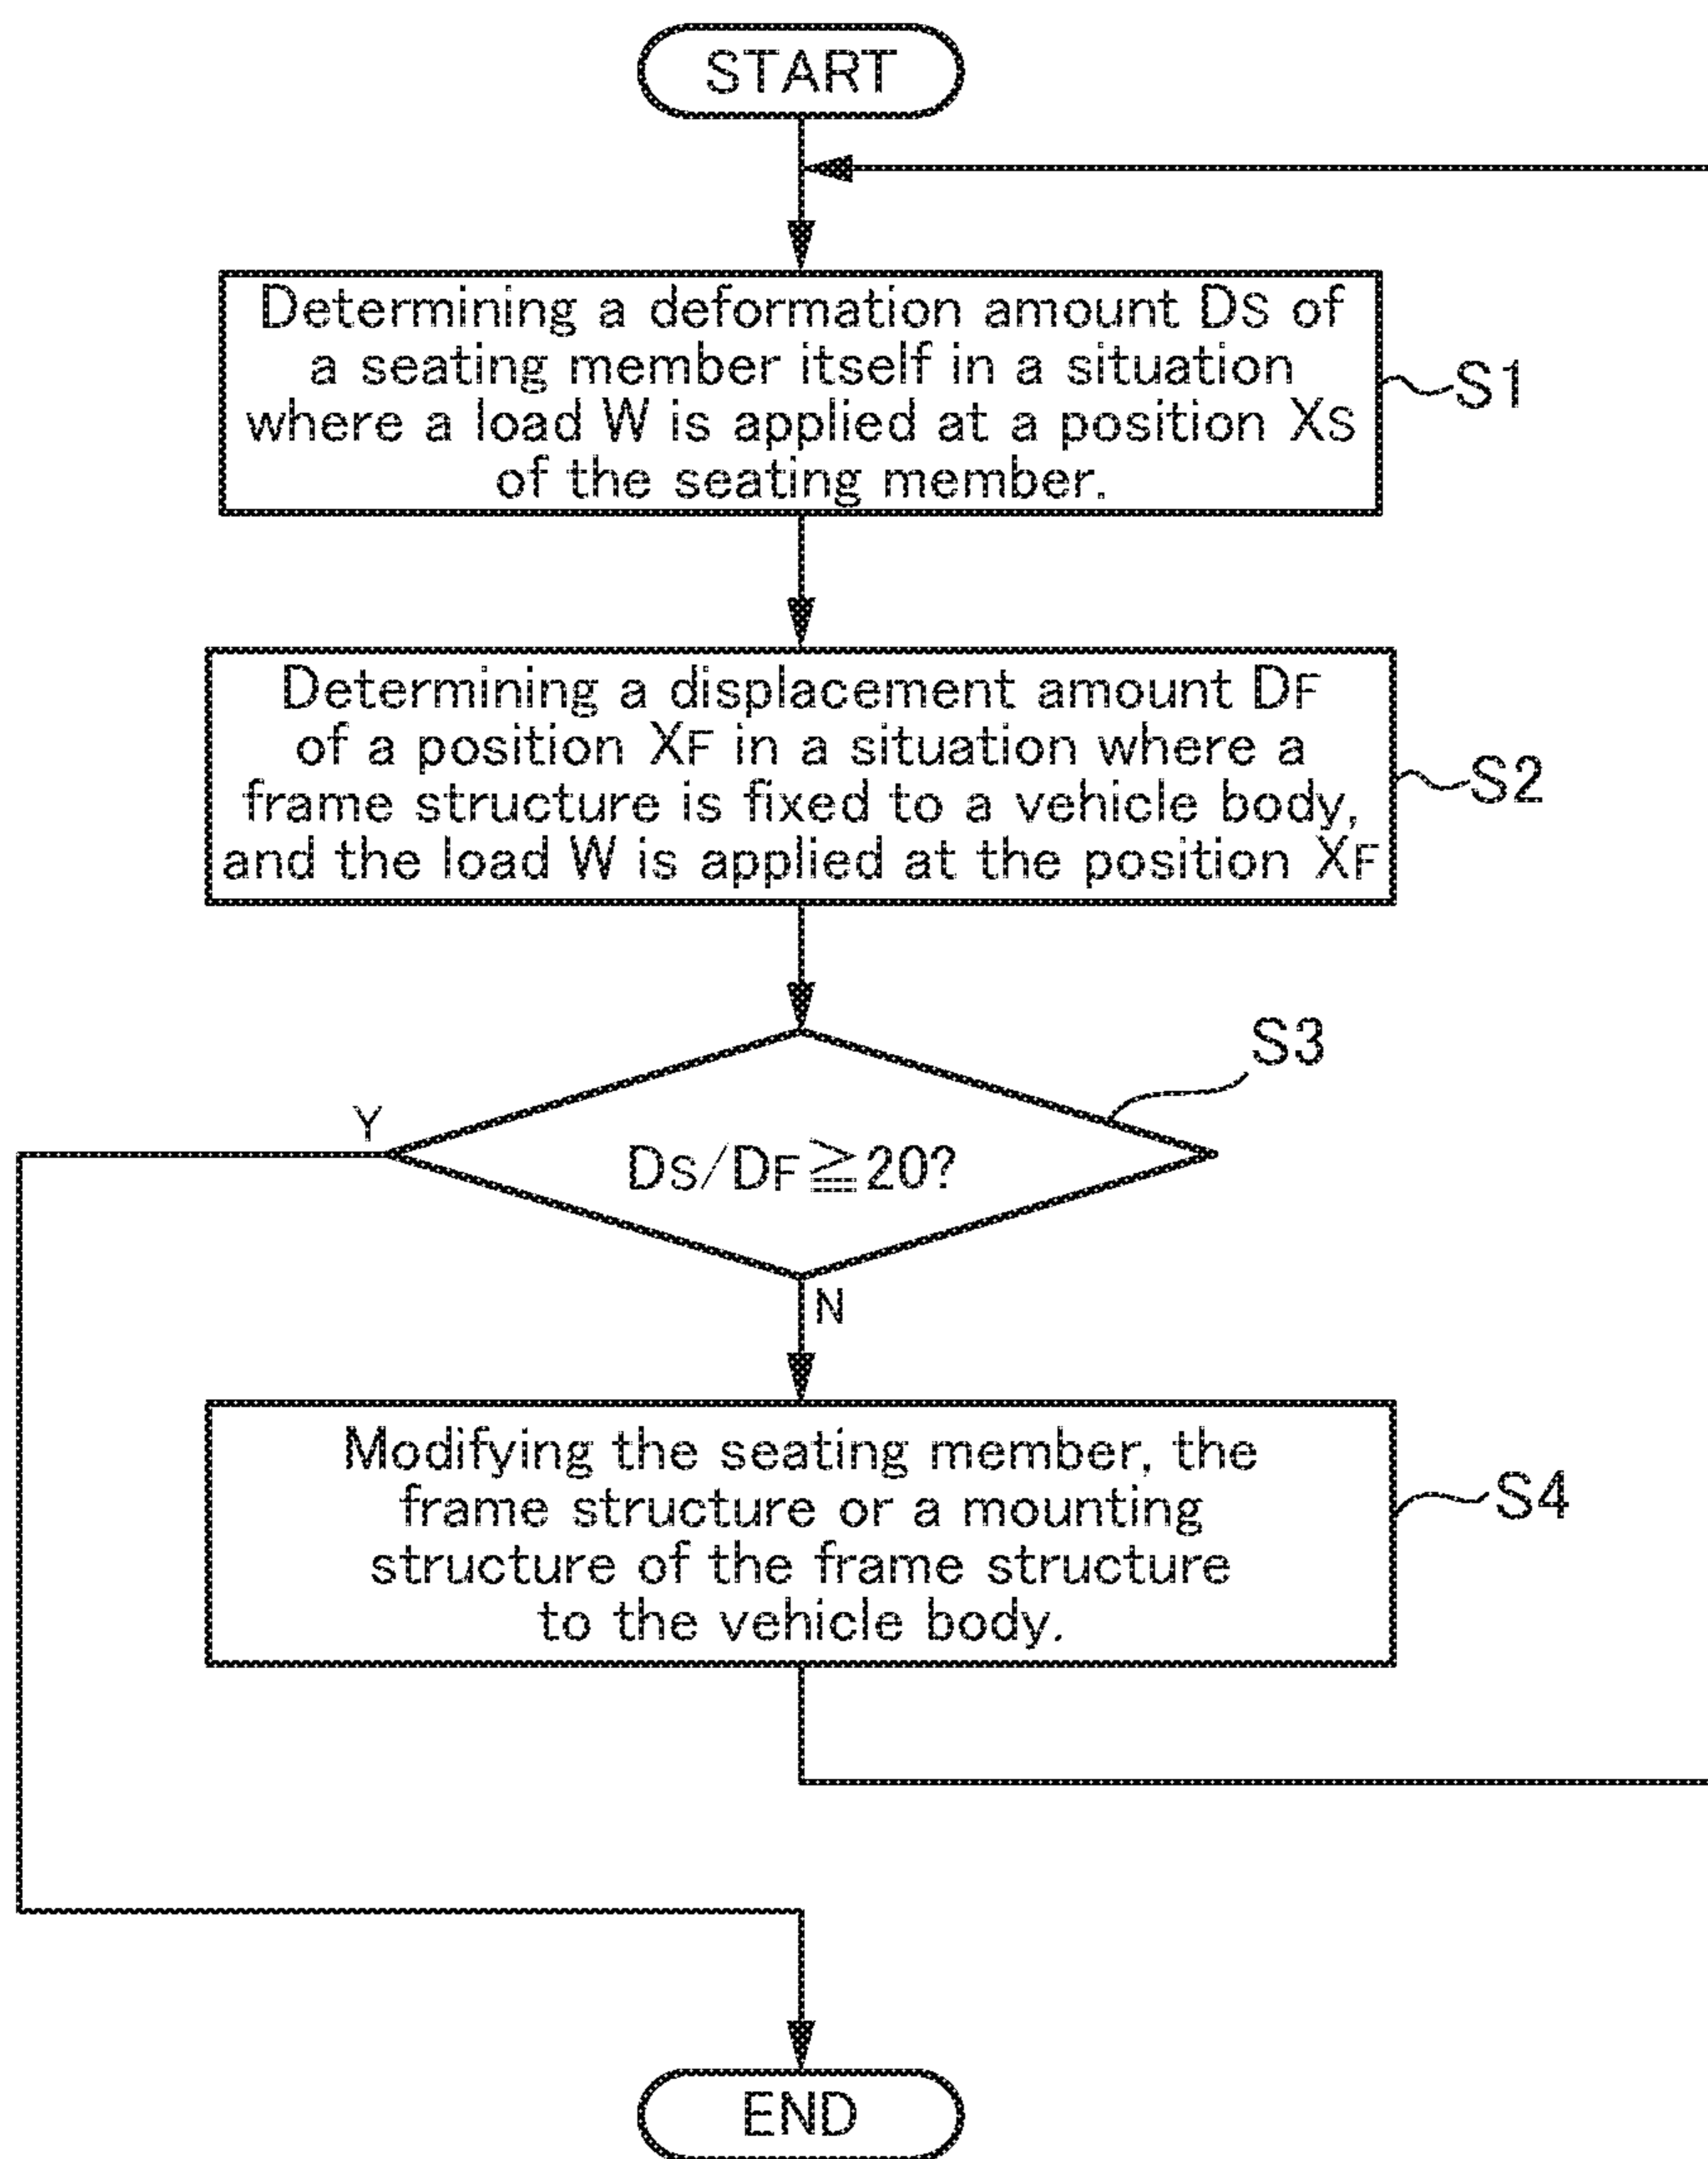 START
Determining a deformation amount DS of
a seating member itself in a situation
where a load W is applied at a position XS
of the seating member.
S1
Determining a displacement amount DF
of a position XF in a situation where a
frame structure is fixed to a vehicle body,
and the load W is applied at the position XF
S2
S3
Y
DS/DF≧20?
N
Modifying the seating member, the
frame structure or a mounting
structure of the frame structure
to the vehicle body.
S4
END